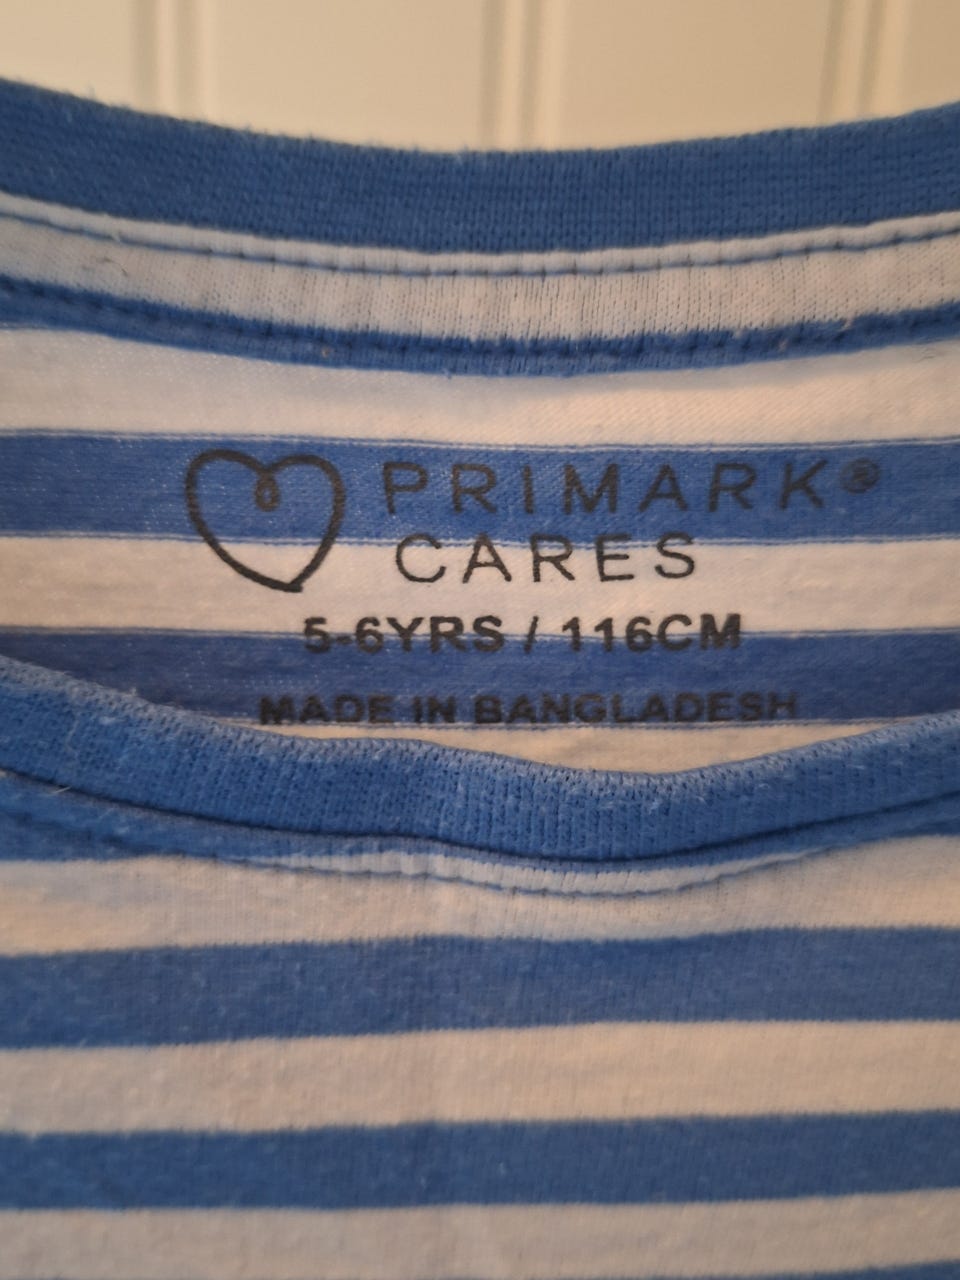 PRIMARK®
CARES
5-6YRS / 116CM
MADE IN BANGLADESH